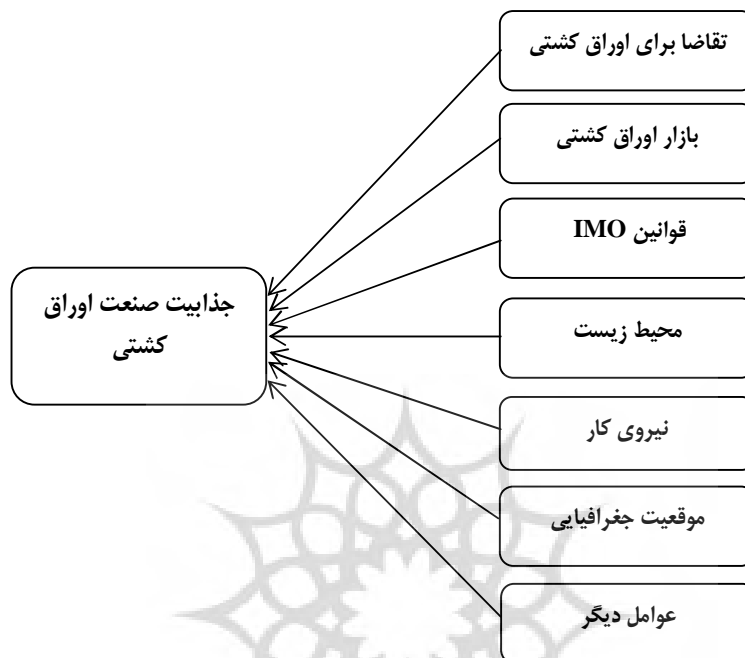 تقاضا برای اوراق کشتی
بازار اوراق کشتی
قوانین IMO
جذابیت صنعت اوراق
کشتی
محیط زیست
نیروی کار
موقعیت جغرافیایی
عوامل دیگر